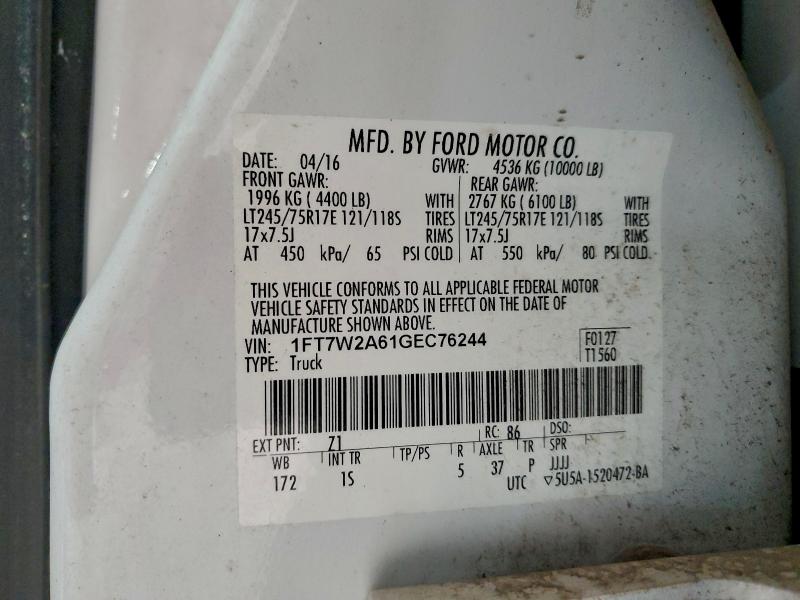 MFD. BY FORD MOTOR CO.
DATE: 04/16 GVWR: 4536 KG (10000 LB)
FRONT GAWR: REAR GAWR:
1996 KG ( 4400 LB) WITH 2767 KG ( 6100 LB) WITH
LT245/75R17E 121/118S TIRES LT245/75R17E 121/118S TIRES
17x7.5J RIMS 17x7.5J RIMS
AT 450 kPa/ 65 PSI COLD AT 550 kPa/ 80 PSI COLD
THIS VEHICLE CONFORMS TO ALL APPLICABLE FEDERAL MOTOR
VEHICLE SAFETY STANDARDS IN EFFECT ON THE DATE OF
MANUFACTURE SHOWN ABOVE.
VIN: 1FT7W2A61GEC76244 F0127
TYPE: Truck T1560
EXT PNT: Z1 RC: 86 DSO:
WB INT TR TP/PS R AXLE TR SPR
172 1S 5 37 P JJJJ
UTC ▽5U5A-1520472-BA